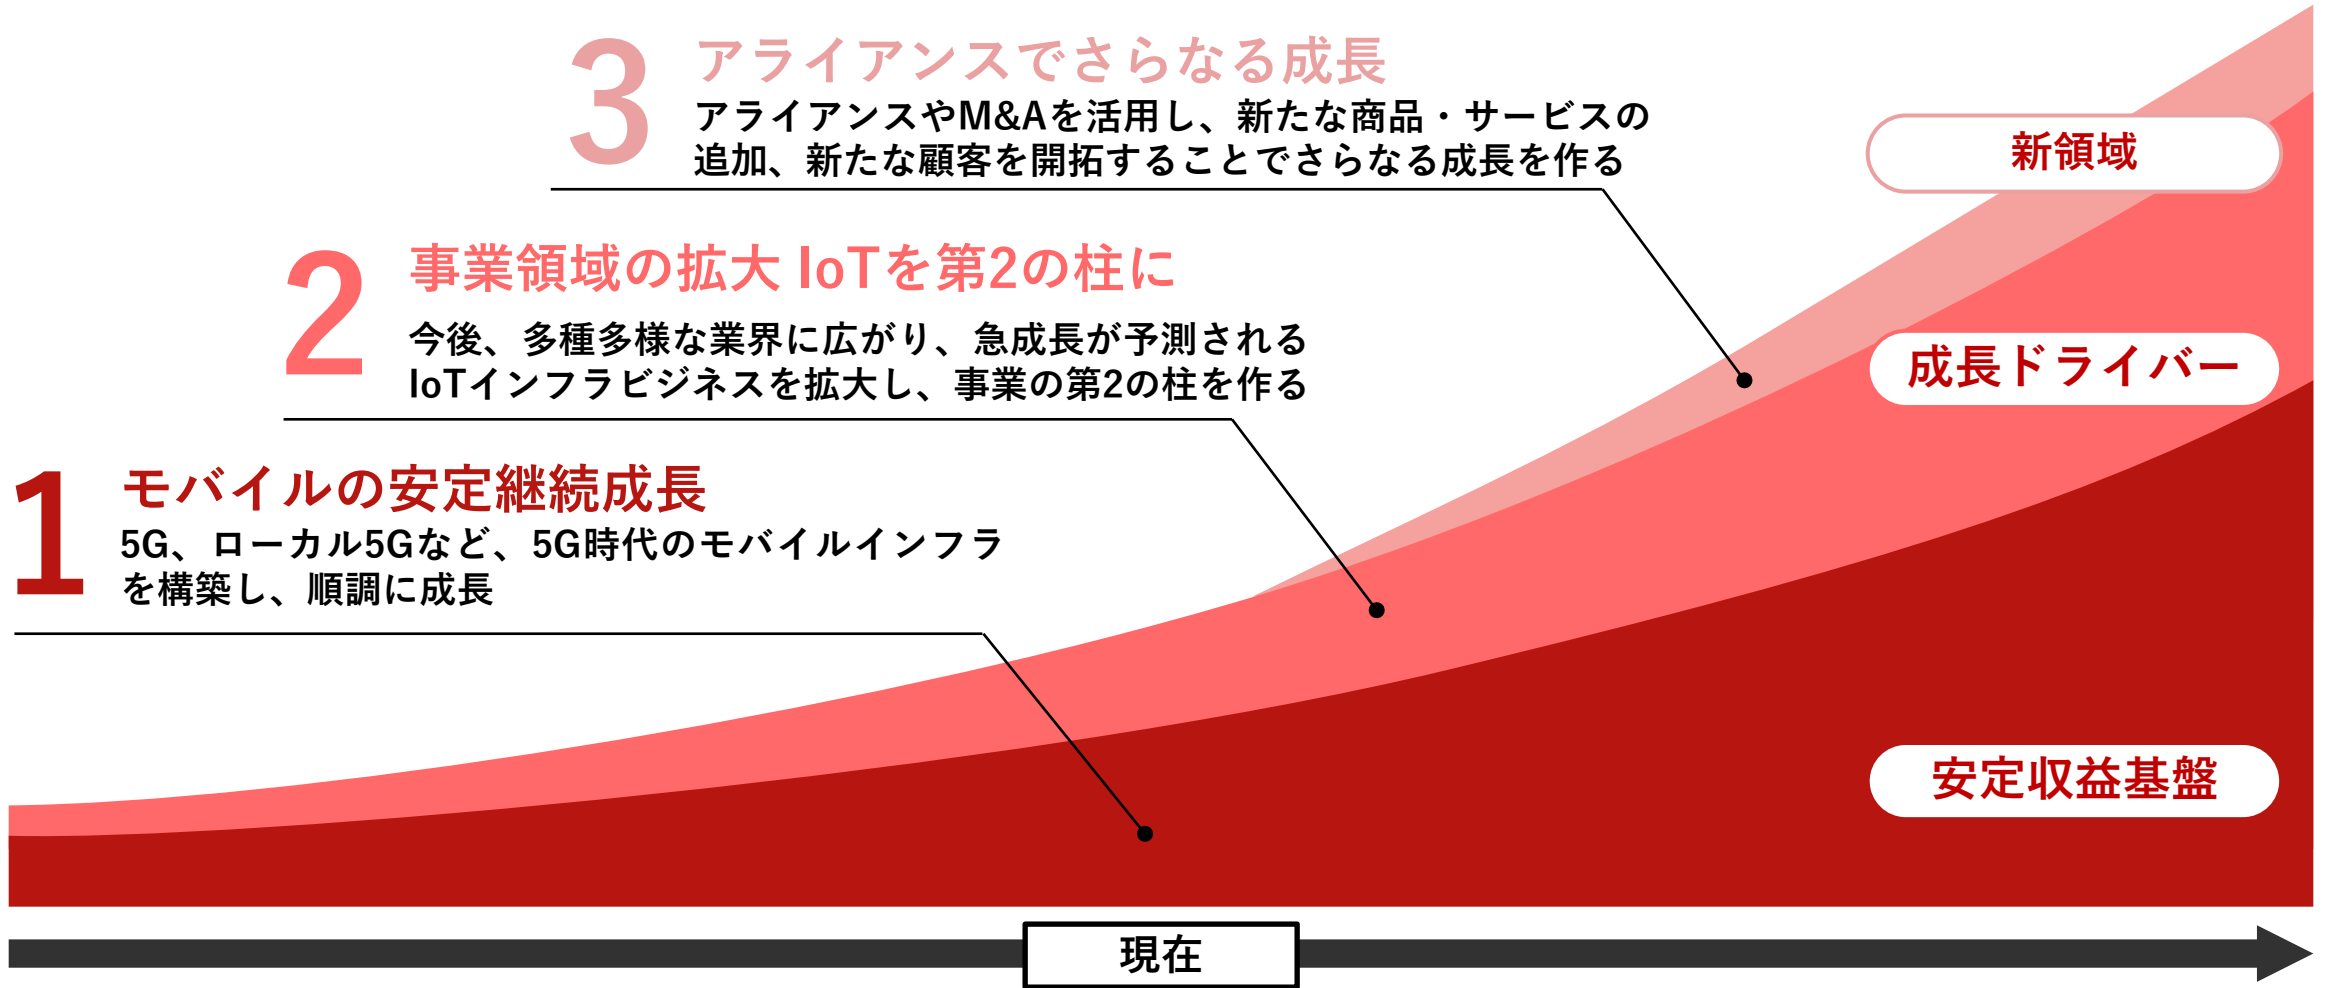 3
アライアンスでさらなる成長
アライアンスやM&Aを活用し、新たな商品・サービスの
追加、新たな顧客を開拓することでさらなる成長を作る
新領域
2
事業領域の拡大 IoTを第2の柱に
今後、多種多様な業界に広がり、急成長が予測される
IoTインフラビジネスを拡大し、事業の第2の柱を作る
成長ドライバー
1
モバイルの安定継続成長
5G、ローカル5Gなど、5G時代のモバイルインフラ
を構築し、順調に成長
安定収益基盤
現在